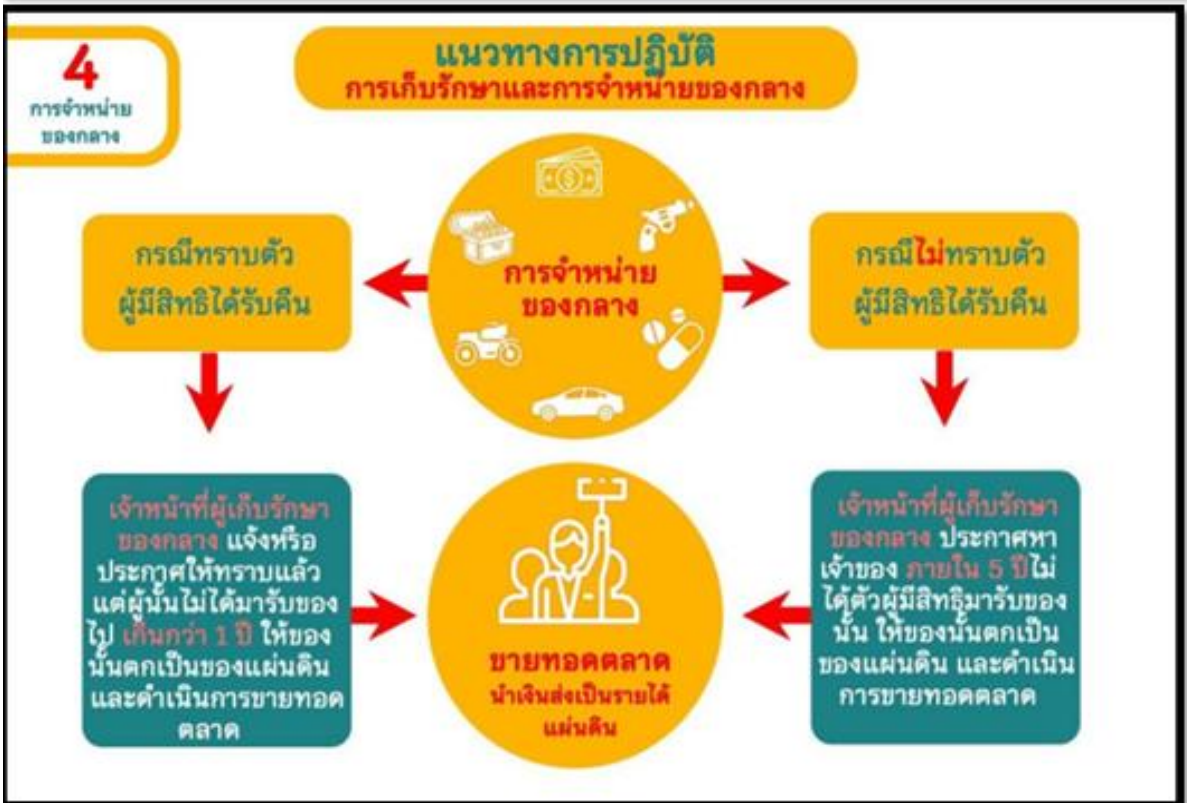 4
การจำหน่าย
ของกลาง
แนวทางการปฏิบัติ
การเก็บรักษาและการจำหน่ายของกลาง
กรณีทราบตัว
ผู้มีสิทธิได้รับคืน
การจำหน่าย
ของกลาง
กรณีไม่ทราบตัว
ผู้มีสิทธิได้รับคืน
เจ้าหน้าที่ผู้เก็บรักษา
ของกลาง แจ้งหรือ
ประกาศให้ทราบแล้ว
แต่ผู้นั้นไม่ได้มารับของ
ไป เกินกว่า 1 ปี ให้ของ
นั้นตกเป็นของแผ่นดิน
และดำเนินการขายทอด
ตลาด
ขายทอดตลาด
นำเงินส่งเป็นรายได้
แผ่นดิน
เจ้าหน้าที่ผู้เก็บรักษา
ของกลาง ประกาศหา
เจ้าของ ภายใน 5 ปีไม่
ได้ตัวผู้มีสิทธิมารับของ
นั้น ให้ของนั้นตกเป็น
ของแผ่นดิน และดำเนิน
การขายทอดตลาด